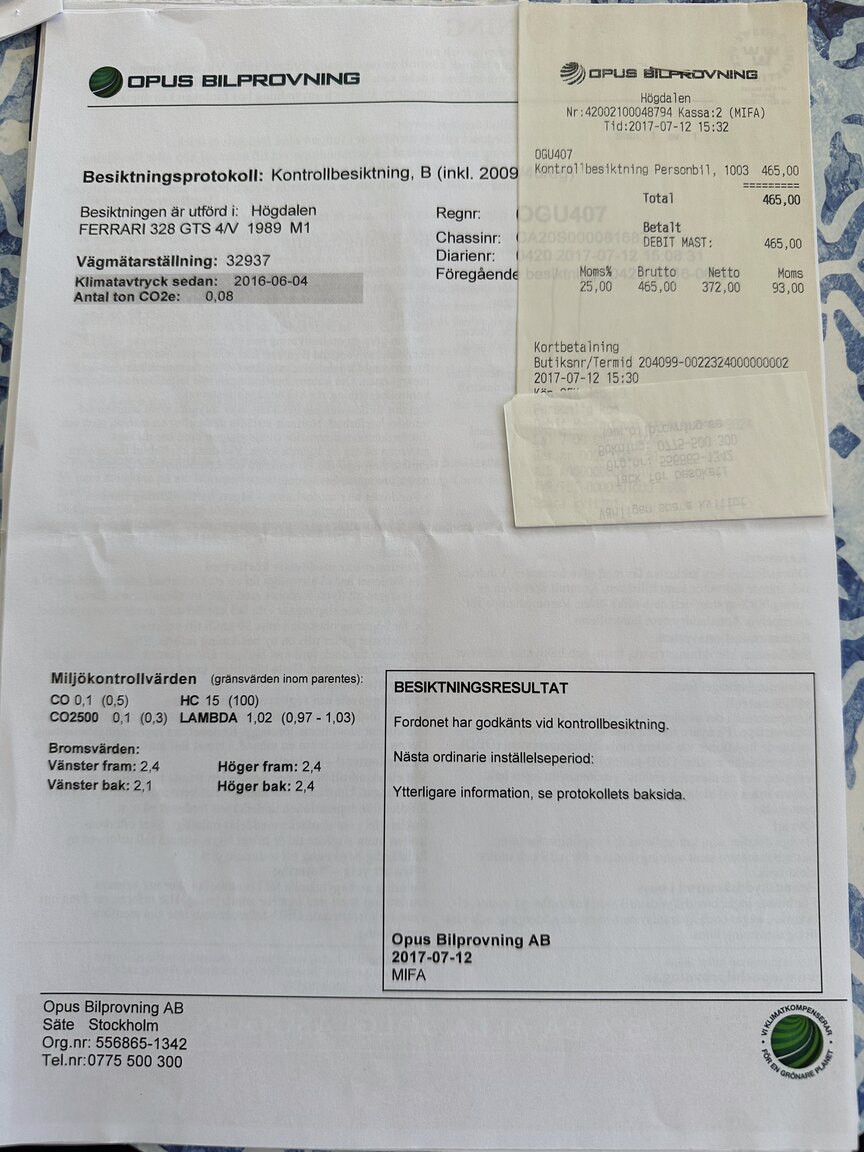 OPUS BILPROVNING
Besiktningsprotokoll: Kontrollbesiktning, B (inkl. 2009
Besiktningen är utförd i: Högdalen
FERRARI 328 GTS 4/V 1989 M1
Vägmätarställning: 32937
Klimatavtryck sedan: 2016-06-04
Antal ton CO2e: 0,08
Regnr: OGU407
Chassinr:
Diarienr:
Föregående
OPUS BILPROVNING
Högdalen
Nr:42002100048794 Kassa:2 (MIFA)
Tid:2017-07-12 15:32
OGU407
Kontrollbesiktning Personbil, 1003 465,00
=========
Total 465,00
Betalt
DEBIT MAST: 465,00
Moms% Brutto Netto Moms
25,00 465,00 372,00 93,00
Kortbetalning
Butiksnr/Termid 204099-0022324000000002
2017-07-12 15:30
Miljökontrollvärden (gränsvärden inom parentes):
CO 0,1 (0,5) HC 15 (100)
CO2500 0,1 (0,3) LAMBDA 1,02 (0,97 - 1,03)
Bromsvärden:
Vänster fram: 2,4 Höger fram: 2,4
Vänster bak: 2,1 Höger bak: 2,4
BESIKTNINGSRESULTAT
Fordonet har godkänts vid kontrollbesiktning.
Nästa ordinarie inställelseperiod:
Ytterligare information, se protokollets baksida.
Opus Bilprovning AB
2017-07-12
MIFA
Opus Bilprovning AB
Säte Stockholm
Org.nr: 556865-1342
Tel.nr:0775 500 300
VI KLIMATKOMPENSERAR
FÖR EN GRÖNARE PLANET